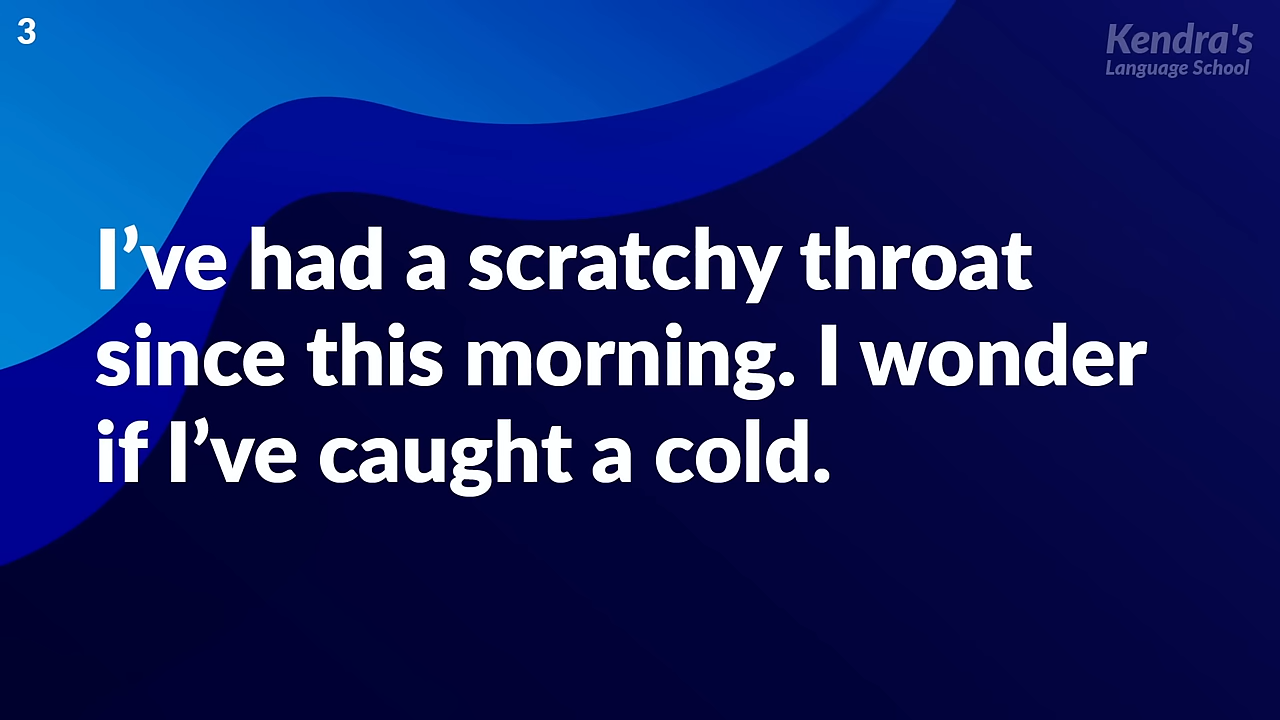 3
Kendra's
Language School
I’ve had a scratchy throat
since this morning. I wonder
if I’ve caught a cold.